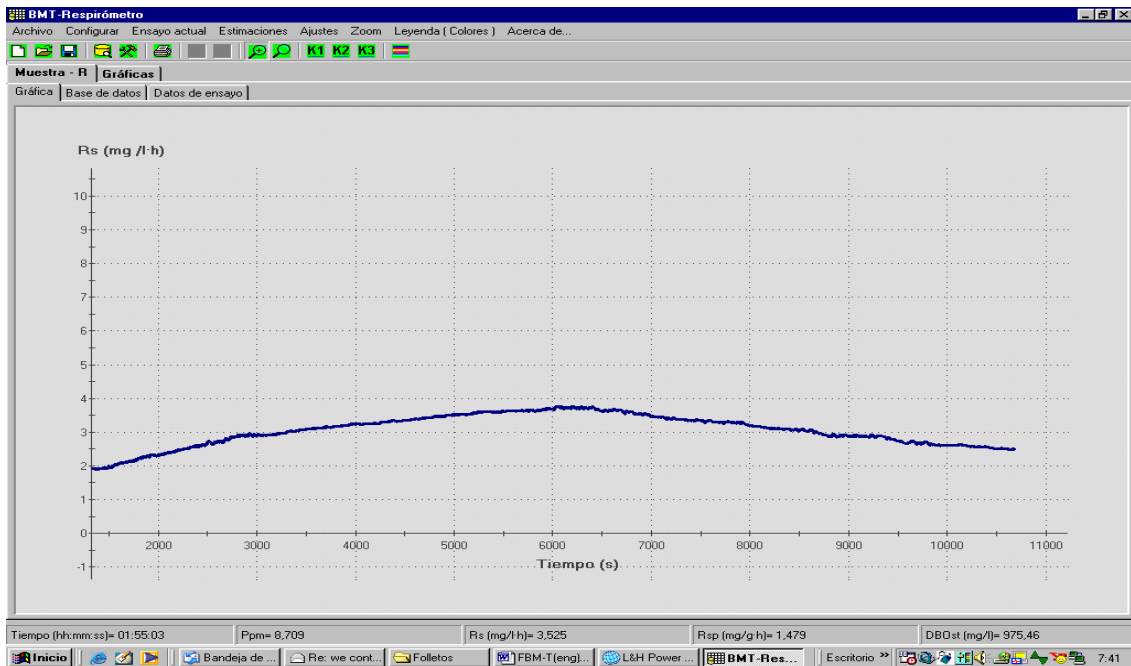 BMT-Respirómetro
Archivo Configurar Ensayo actual Estimaciones Ajustes Zoom Leyenda ( Colores ) Acerca de...
K1 K2 K3
Muestra - R Gráficas
Gráfica Base de datos Datos de ensayo
Rs (mg /l·h)
10
9
8
7
6
5
4
3
2
1
0
-1
2000 3000 4000 5000 6000 7000 8000 9000 10000 11000
Tiempo (s)
Tiempo (hh:mm:ss)= 01:55:03 Ppm= 8,709 Rs (mg/l·h)= 3,525 Rsp (mg/g·h)= 1,479 DBOst (mg/l)= 975,46
Inicio Bandeja de ... Re: we cont... Folletos FBM-T(eng)... L&H Power ... BMT-Res... Escritorio » 7:41